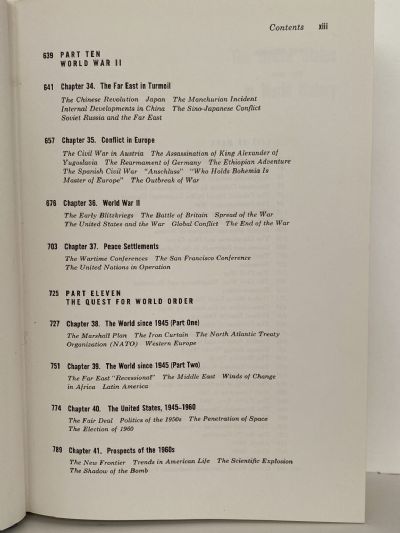 Contents xiii
639 PART TEN
WORLD WAR II
641 Chapter 34. The Far East in Turmoil
The Chinese Revolution Japan The Manchurian Incident
Internal Developments in China The Sino-Japanese Conflict
Soviet Russia and the Far East
657 Chapter 35. Conflict in Europe
The Civil War in Austria The Assassination of King Alexander of
Yugoslavia The Rearmament of Germany The Ethiopian Adventure
The Spanish Civil War "Anschluss" "Who Holds Bohemia Is
Master of Europe" The Outbreak of War
676 Chapter 36. World War II
The Early Blitzkriegs The Battle of Britain Spread of the War
The United States and the War Global Conflict The End of the War
703 Chapter 37. Peace Settlements
The Wartime Conferences The San Francisco Conference
The United Nations in Operation
725 PART ELEVEN
THE QUEST FOR WORLD ORDER
727 Chapter 38. The World since 1945 (Part One)
The Marshall Plan The Iron Curtain The North Atlantic Treaty
Organization (NATO) Western Europe
751 Chapter 39. The World since 1945 (Part Two)
The Far East "Recessional" The Middle East Winds of Change
in Africa Latin America
774 Chapter 40. The United States, 1945–1960
The Fair Deal Politics of the 1950s The Penetration of Space
The Election of 1960
789 Chapter 41. Prospects of the 1960s
The New Frontier Trends in American Life The Scientific Explosion
The Shadow of the Bomb